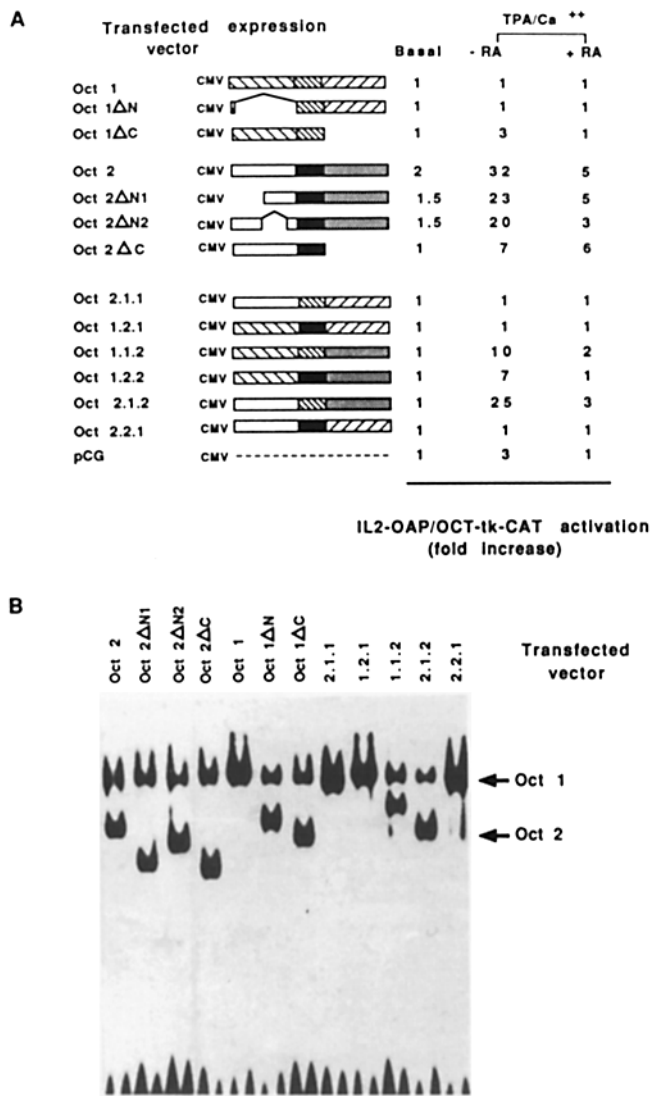 A
Transfected expression
vector
TPA/Ca ++
Basal - RA + RA
Oct 1 CMV 1 1 1
Oct 1ΔN CMV 1 1 1
Oct 1ΔC CMV 1 3 1
Oct 2 CMV 2 32 5
Oct 2ΔN1 CMV 1.5 23 5
Oct 2ΔN2 CMV 1.5 20 3
Oct 2ΔC CMV 1 7 6
Oct 2.1.1 CMV 1 1 1
Oct 1.2.1 CMV 1 1 1
Oct 1.1.2 CMV 1 10 2
Oct 1.2.2 CMV 1 7 1
Oct 2.1.2 CMV 1 25 3
Oct 2.2.1 CMV 1 1 1
pCG CMV 1 3 1
IL2-OAP/OCT-tk-CAT activation
(fold increase)
B
Oct 2
Oct 2ΔN1
Oct 2ΔN2
Oct 2ΔC
Oct 1
Oct 1ΔN
Oct 1ΔC
2.1.1
1.2.1
1.1.2
2.1.2
2.2.1
Transfected
vector
Oct 1
Oct 2